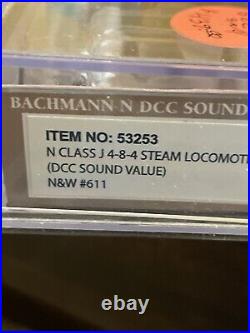 BACHMANN N DCC SOUND
ITEM NO: 53253
N CLASS J 4-8-4 STEAM LOCOMOTI
(DCC SOUND VALUE)
N&W #611